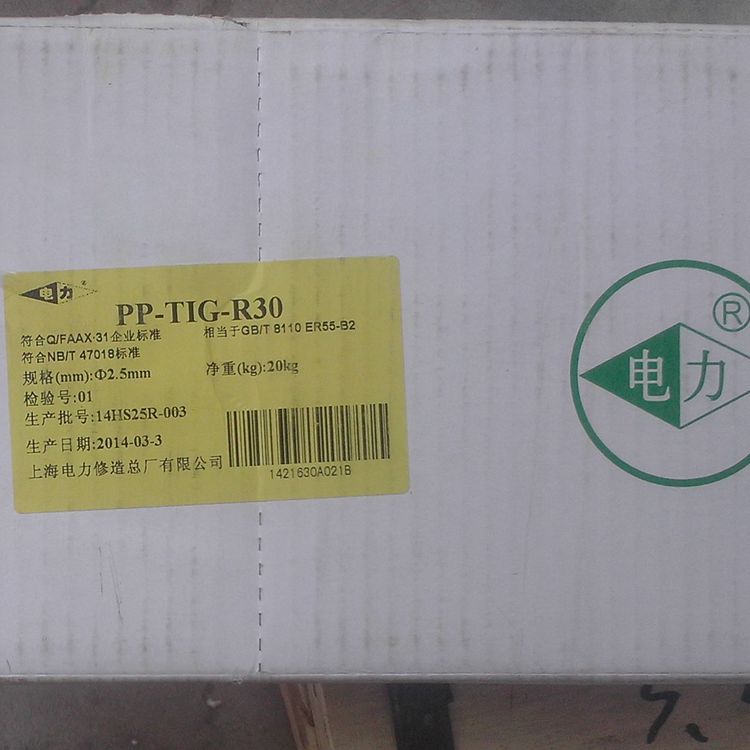 电力
PP-TIG-R30
符合Q/FAAX·31企业标准 相当于GB/T 8110 ER55-B2
符合NB/T 47018标准
规格(mm):Φ2.5mm 净重(kg):20kg
检验号:01
生产批号:14HS25R-003
生产日期:2014-03-3
上海电力修造总厂有限公司
1421630A021B
®
电力